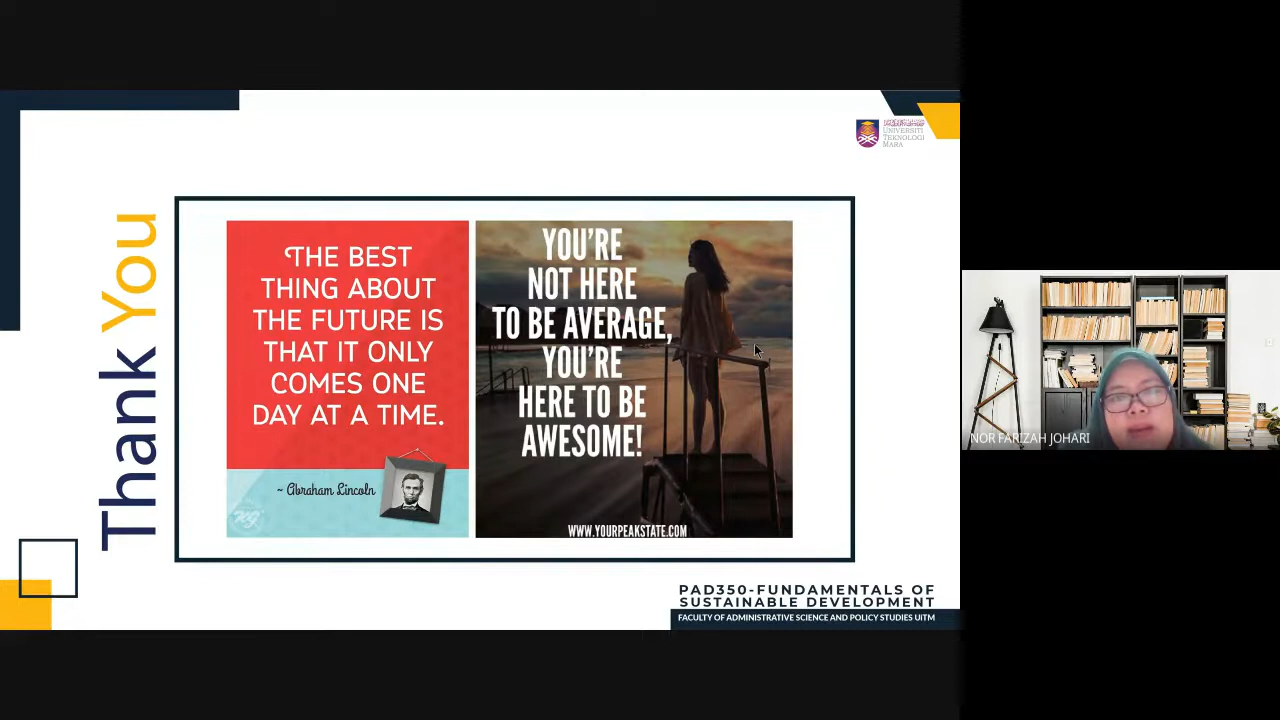 Thank You
THE BEST
THING ABOUT
THE FUTURE IS
THAT IT ONLY
COMES ONE
DAY AT A TIME.
~ Abraham Lincoln
YOU'RE
NOT HERE
TO BE AVERAGE,
YOU'RE
HERE TO BE
AWESOME!
WWW.YOURPEAKSTATE.COM
UNIVERSITI
TEKNOLOGI
MARA
PAD350-FUNDAMENTALS OF
SUSTAINABLE DEVELOPMENT
FACULTY OF ADMINISTRATIVE SCIENCE AND POLICY STUDIES UITM
NOR FARIZAH JOHARI